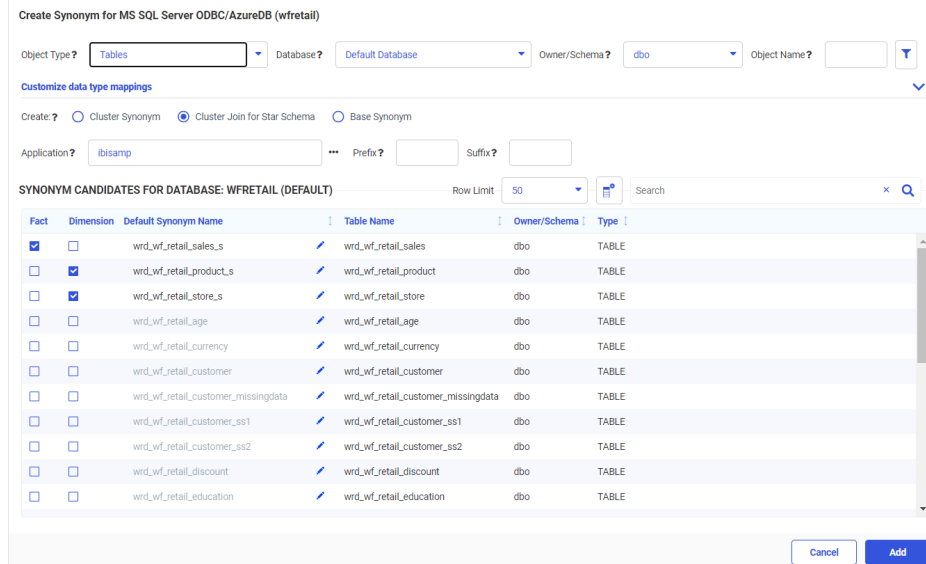 Create Synonym for MS SQL Server ODBC/AzureDB (wfretail)
Object Type? Tables Database? Default Database Owner/Schema? dbo Object Name?
Customize data type mappings
Create: ? Cluster Synonym Cluster Join for Star Schema Base Synonym
Application? ibisamp ••• Prefix? Suffix?
SYNONYM CANDIDATES FOR DATABASE: WFRETAIL (DEFAULT) Row Limit 50 Search ×
Fact Dimension Default Synonym Name Table Name Owner/Schema Type
wrd_wf_retail_sales_s wrd_wf_retail_sales dbo TABLE
wrd_wf_retail_product_s wrd_wf_retail_product dbo TABLE
wrd_wf_retail_store_s wrd_wf_retail_store dbo TABLE
wrd_wf_retail_age wrd_wf_retail_age dbo TABLE
wrd_wf_retail_currency wrd_wf_retail_currency dbo TABLE
wrd_wf_retail_customer wrd_wf_retail_customer dbo TABLE
wrd_wf_retail_customer_missingdata wrd_wf_retail_customer_missingdata dbo TABLE
wrd_wf_retail_customer_ss1 wrd_wf_retail_customer_ss1 dbo TABLE
wrd_wf_retail_customer_ss2 wrd_wf_retail_customer_ss2 dbo TABLE
wrd_wf_retail_discount wrd_wf_retail_discount dbo TABLE
wrd_wf_retail_education wrd_wf_retail_education dbo TABLE
Cancel Add